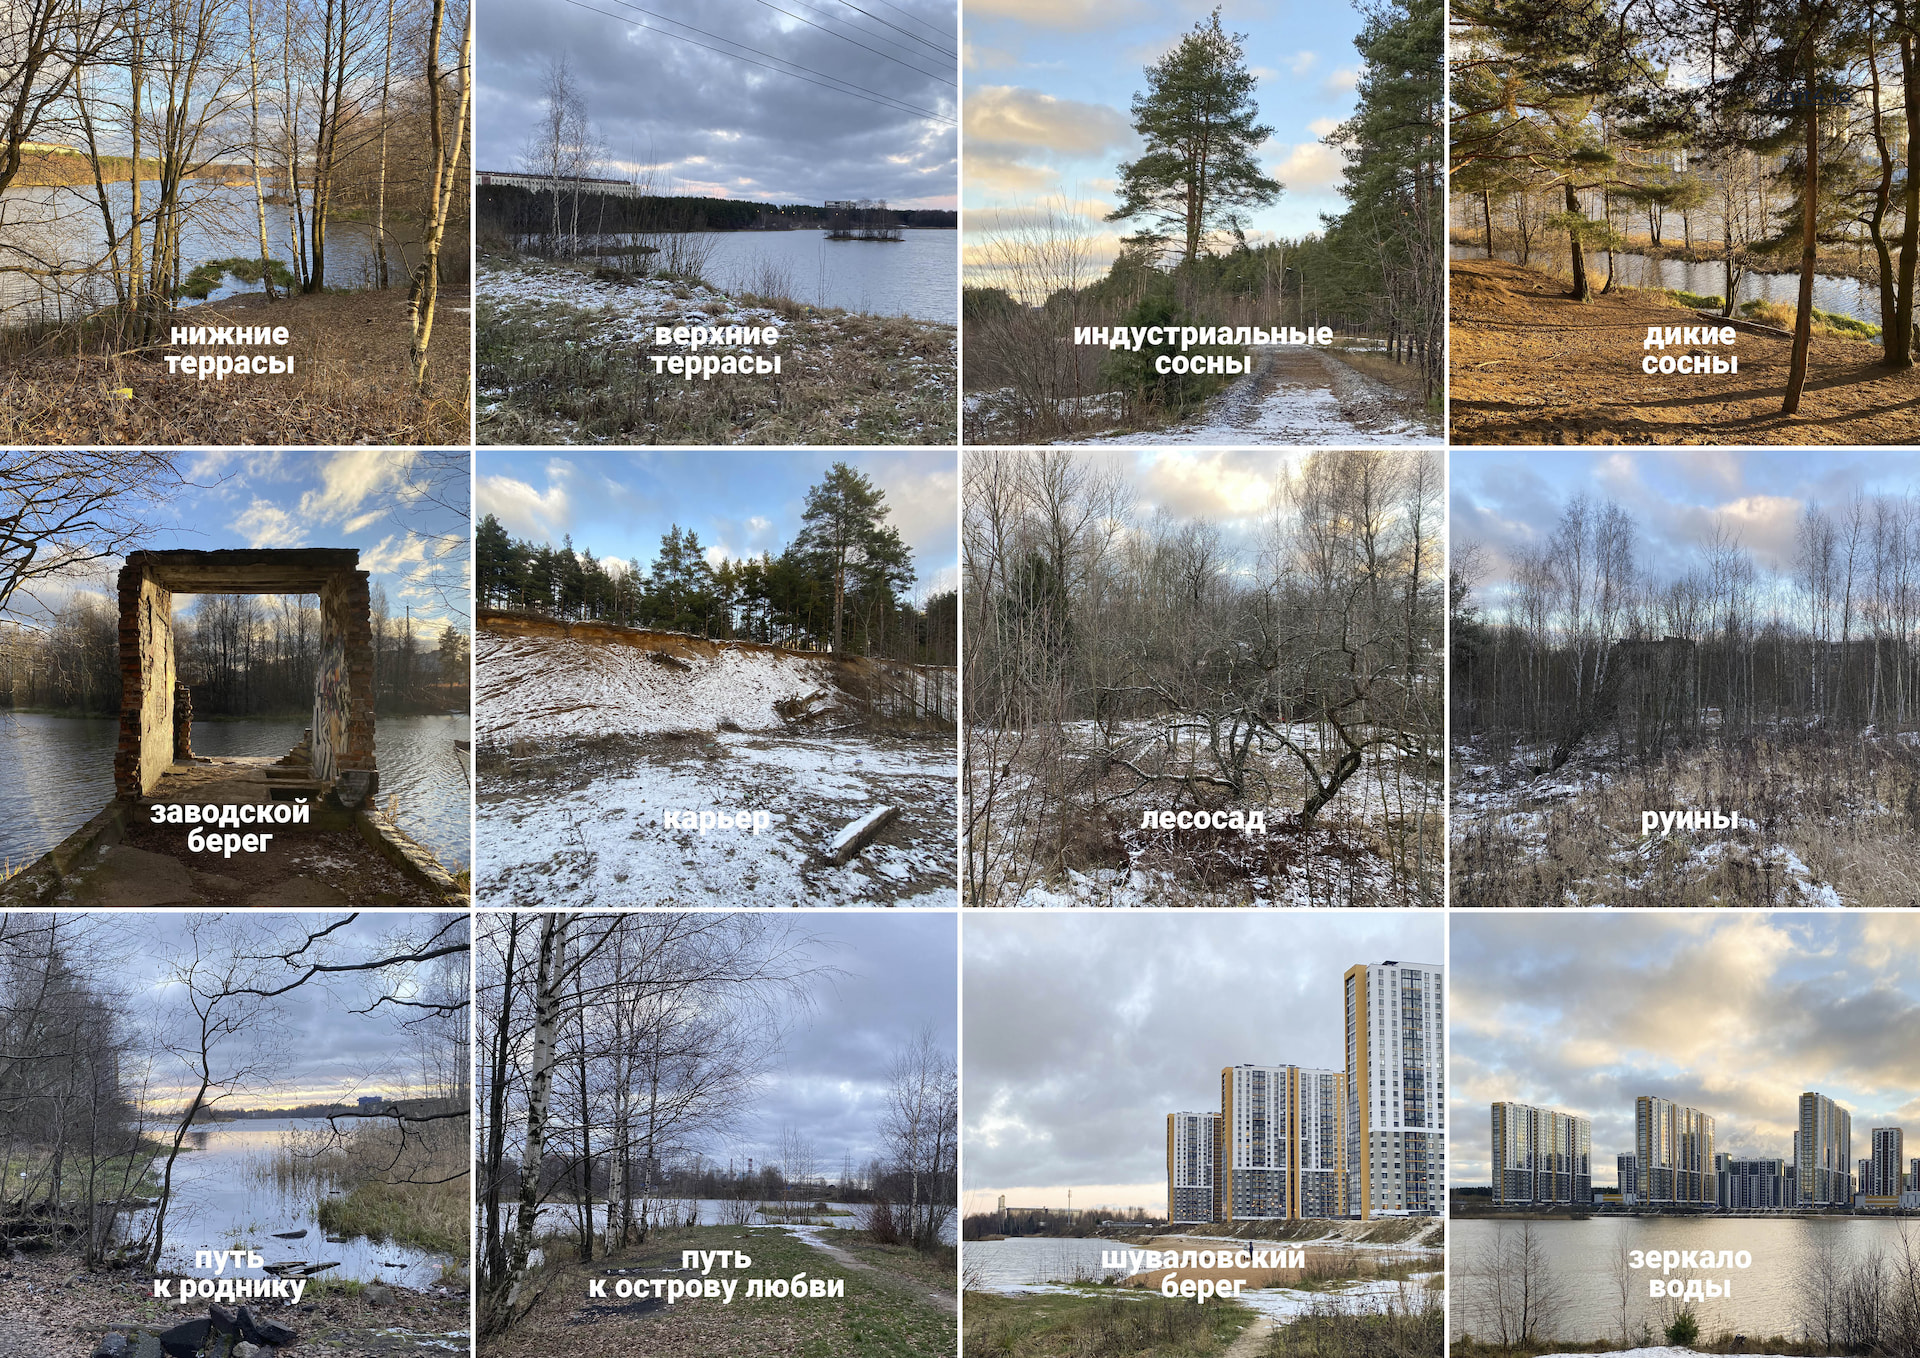 нижние
террасы
верхние
террасы
индустриальные
сосны
дикие
сосны
заводской
берег
карьер
лесосад
руины
путь
к роднику
путь
к острову любви
шуваловский
берег
зеркало
воды